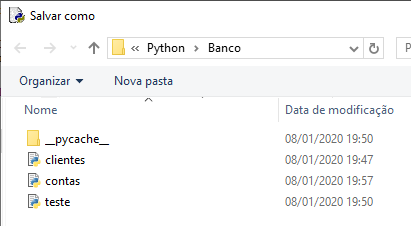 Salvar como
« Python > Banco
Organizar Nova pasta
Nome Data de modificação
__pycache__ 08/01/2020 19:50
clientes 08/01/2020 19:47
contas 08/01/2020 19:57
teste 08/01/2020 19:50